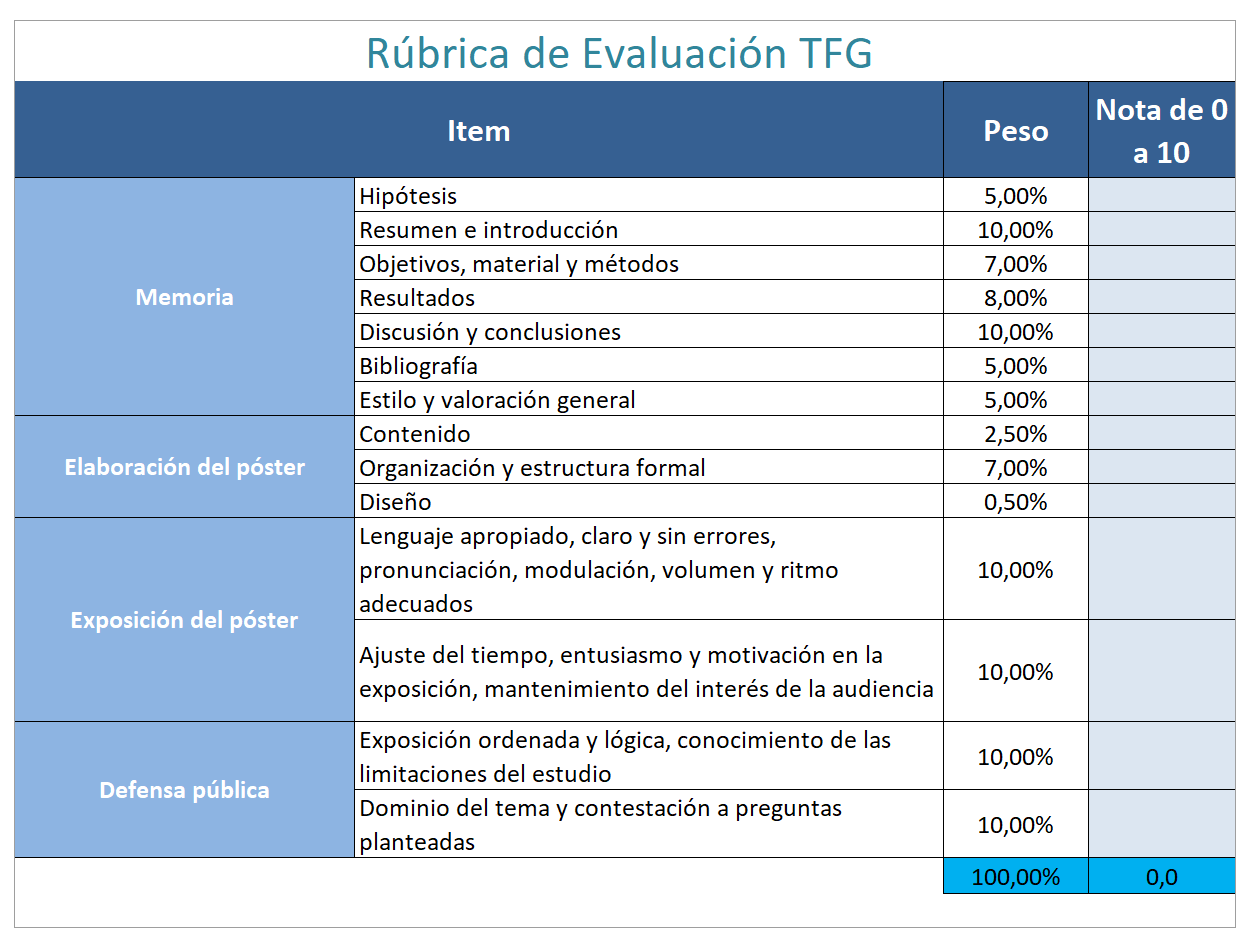 Rúbrica de Evaluación TFG
Item
Peso
Nota de 0
a 10
Memoria
Hipótesis
5,00%
Resumen e introducción
10,00%
Objetivos, material y métodos
7,00%
Resultados
8,00%
Discusión y conclusiones
10,00%
Bibliografía
5,00%
Estilo y valoración general
5,00%
Elaboración del póster
Contenido
2,50%
Organización y estructura formal
7,00%
Diseño
0,50%
Exposición del póster
Lenguaje apropiado, claro y sin errores,
pronunciación, modulación, volumen y ritmo
adecuados
10,00%
Ajuste del tiempo, entusiasmo y motivación en la
exposición, mantenimiento del interés de la audiencia
10,00%
Defensa pública
Exposición ordenada y lógica, conocimiento de las
limitaciones del estudio
10,00%
Dominio del tema y contestación a preguntas
planteadas
10,00%
100,00%
0,0